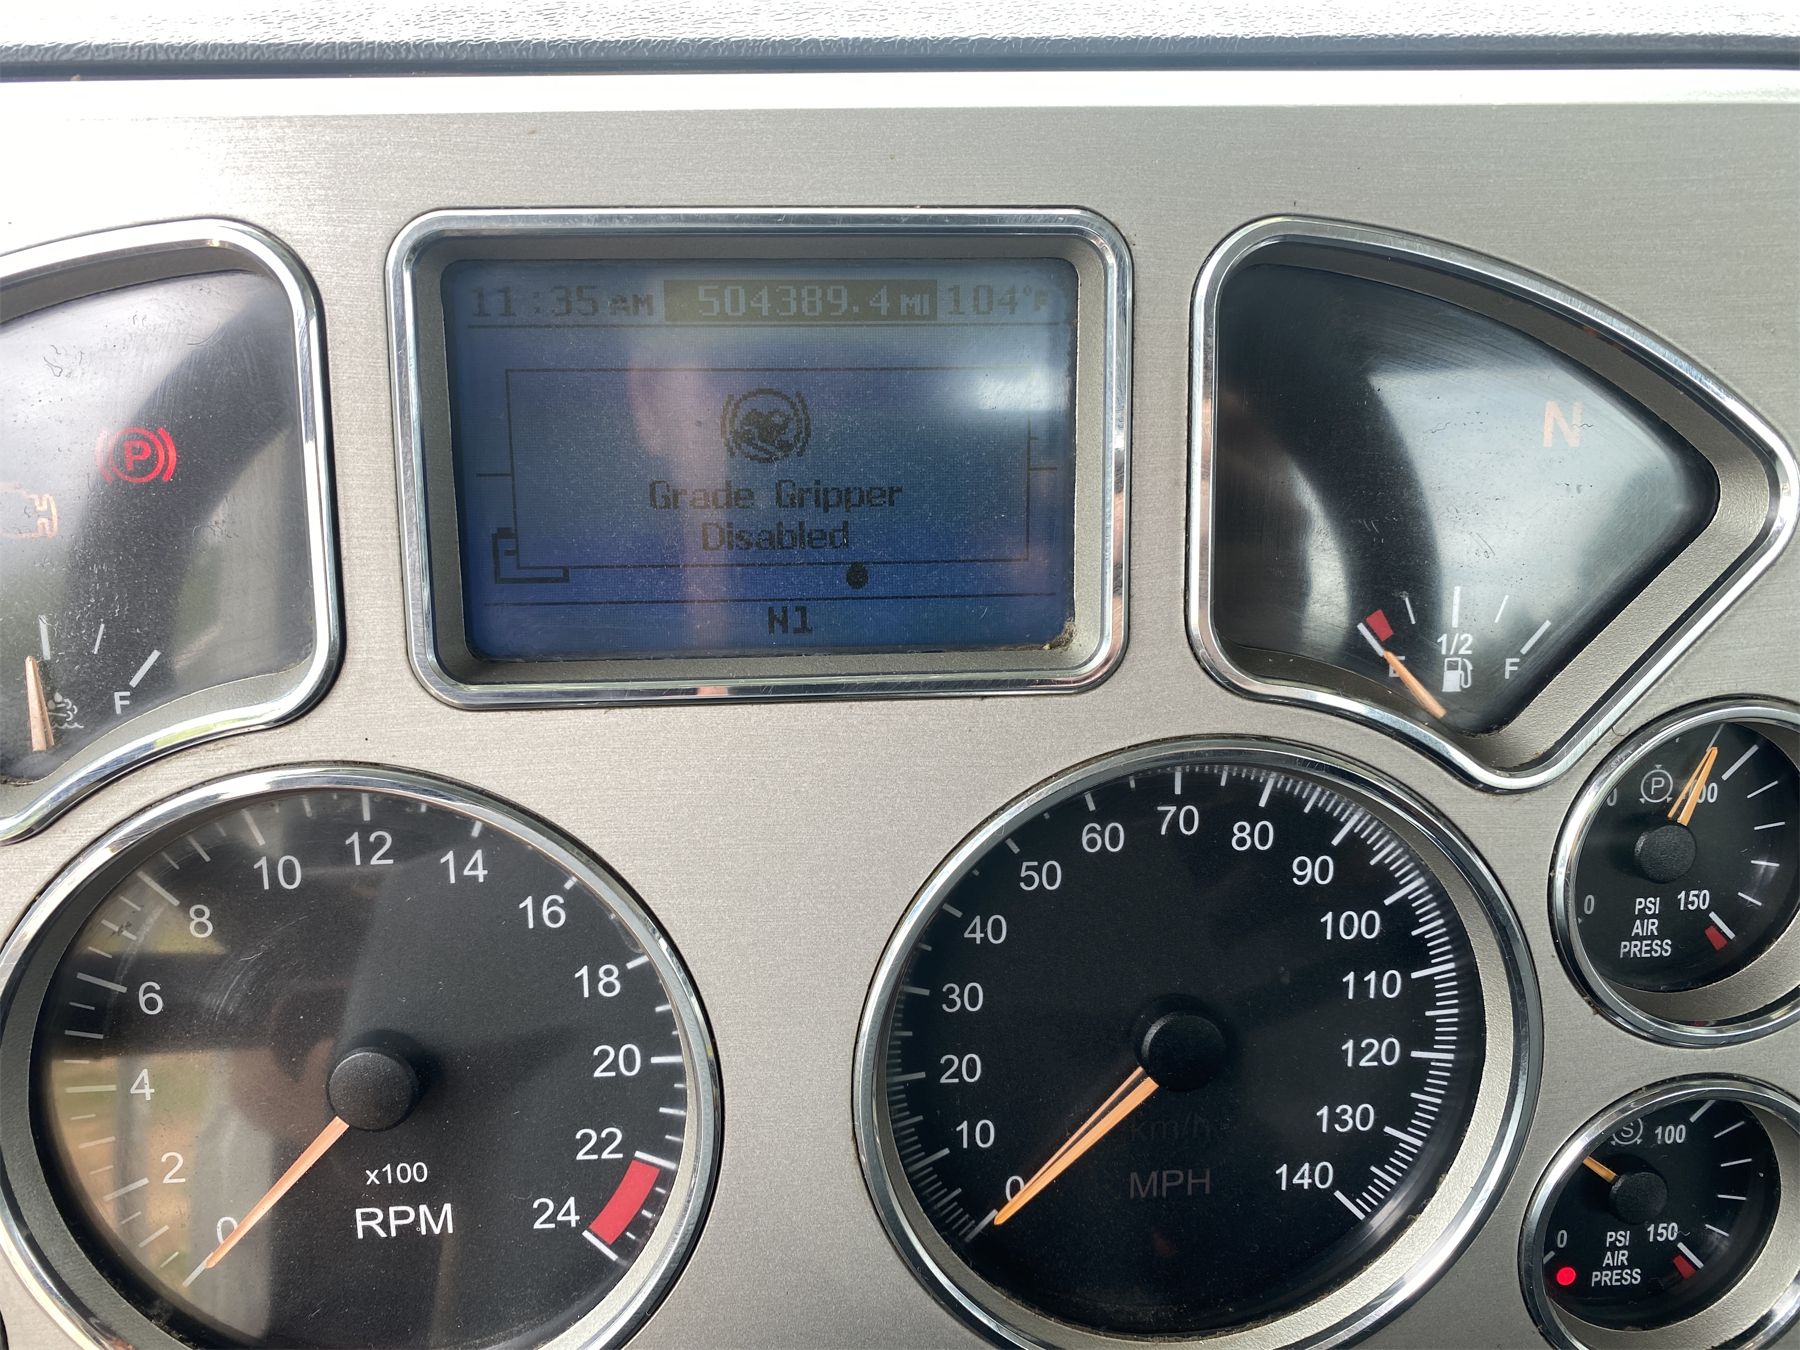 11:35 AM 504389.4 MI 104°F
Grade Gripper
Disabled
N1
P
F
N
E 1/2 F
0 2 4 6 8 10 12 14 16 18 20 22 24
x100
RPM
0 10 20 30 40 50 60 70 80 90 100 110 120 130 140
km/h
MPH
P
0 100 150
PSI
AIR
PRESS
S
0 100 150
PSI
AIR
PRESS